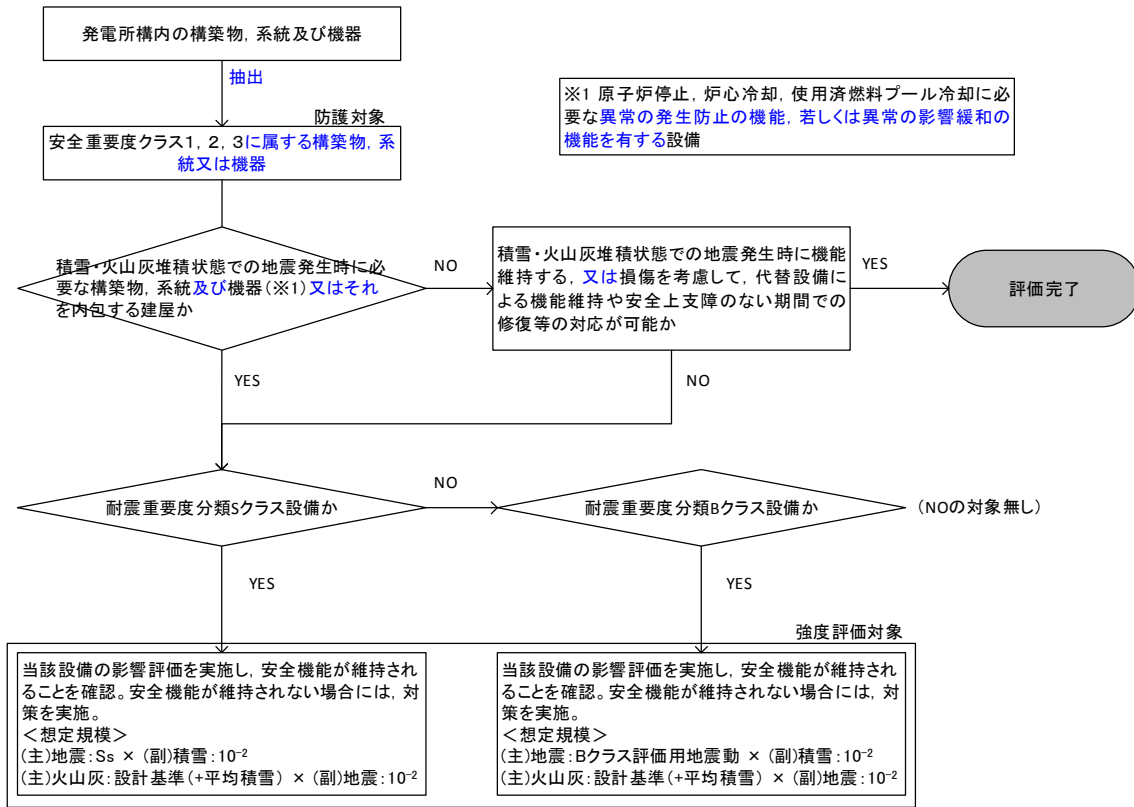 発電所構内の構築物，系統及び機器
抽出
※1 原子炉停止，炉心冷却，使用済燃料プール冷却に必
要な異常の発生防止の機能，若しくは異常の影響緩和の
機能を有する設備
防護対象
安全重要度クラス1，2，3に属する構築物，系
統又は機器
積雪・火山灰堆積状態での地震発生時に必
要な構築物，系統及び機器（※1）又はそれ
を内包する建屋か
NO
積雪・火山灰堆積状態での地震発生時に機能
維持する，又は損傷を考慮して，代替設備に
よる機能維持や安全上支障のない期間での
修復等の対応が可能か
YES
評価完了
YES
NO
耐震重要度分類Sクラス設備か
NO
耐震重要度分類Bクラス設備か
（NOの対象無し）
YES
YES
強度評価対象
当該設備の影響評価を実施し，安全機能が維持され
ることを確認。安全機能が維持されない場合には，対
策を実施。
＜想定規模＞
(主)地震：Ss × (副)積雪：10⁻²
(主)火山灰：設計基準(+平均積雪) × (副)地震：10⁻²
当該設備の影響評価を実施し，安全機能が維持され
ることを確認。安全機能が維持されない場合には，対
策を実施。
＜想定規模＞
(主)地震：Bクラス評価用地震動 × (副)積雪：10⁻²
(主)火山灰：設計基準(+平均積雪) × (副)地震：10⁻²